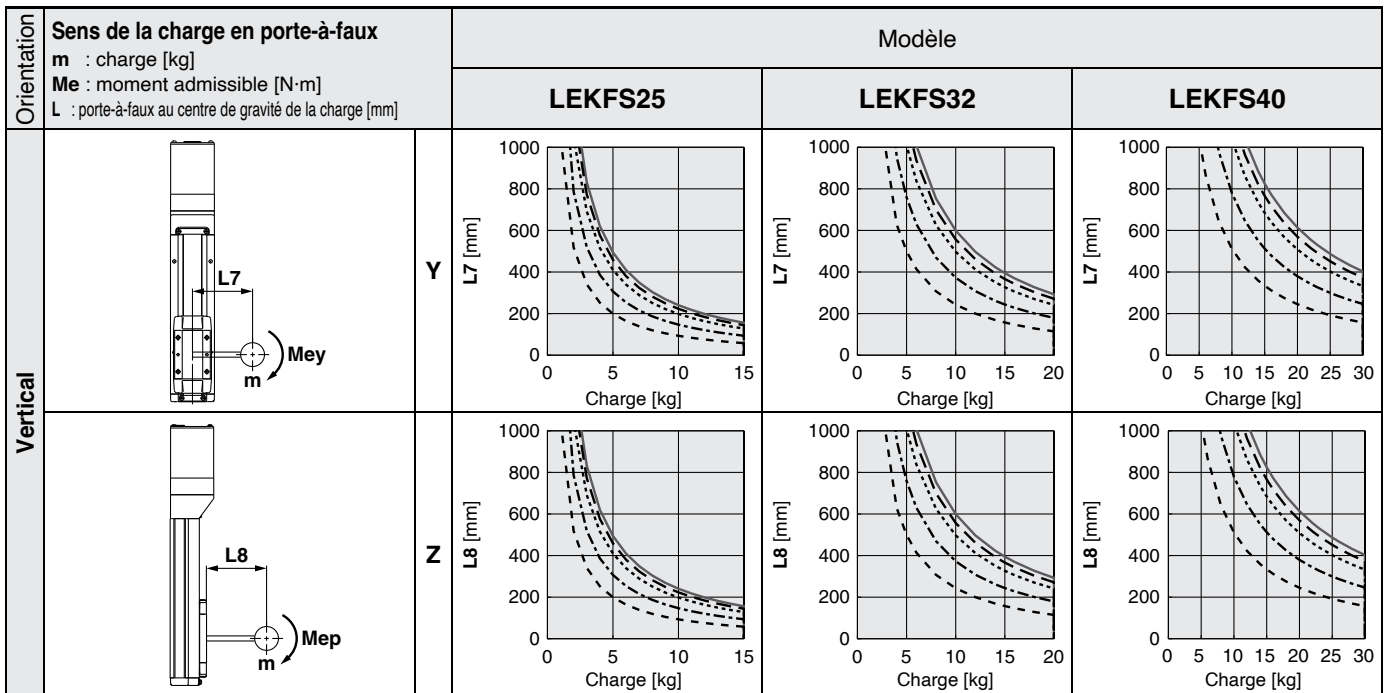 Orientation
Sens de la charge en porte-à-faux
m : charge [kg]
Me : moment admissible [N·m]
L : porte-à-faux au centre de gravité de la charge [mm]
Modèle
LEKFS25
LEKFS32
LEKFS40
Vertical
L7
Mey
m
Y
1000
800
600
400
200
0
L7 [mm]
0 5 10 15
Charge [kg]
1000
800
600
400
200
0
L7 [mm]
0 5 10 15 20
Charge [kg]
1000
800
600
400
200
0
L7 [mm]
0 5 10 15 20 25 30
Charge [kg]
L8
Mep
m
Z
1000
800
600
400
200
0
L8 [mm]
0 5 10 15
Charge [kg]
1000
800
600
400
200
0
L8 [mm]
0 5 10 15 20
Charge [kg]
1000
800
600
400
200
0
L8 [mm]
0 5 10 15 20 25 30
Charge [kg]